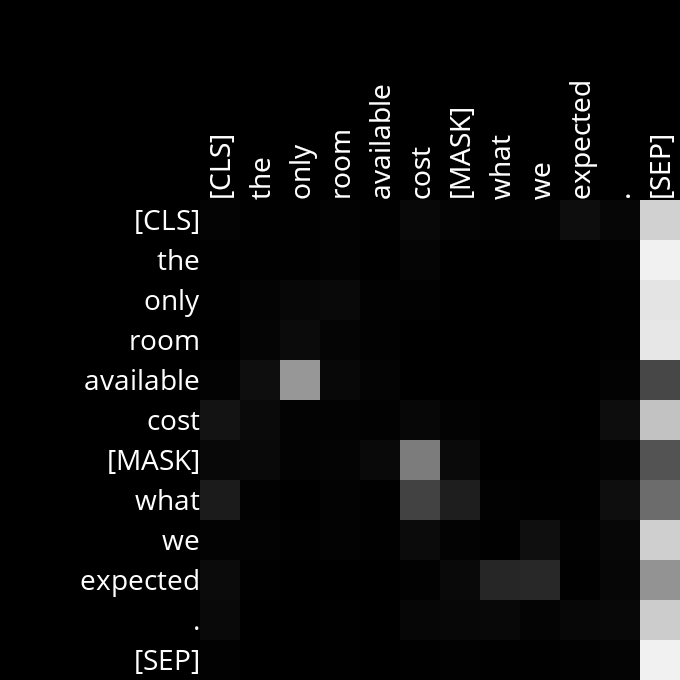 [CLS] the only room available cost [MASK] what we expected . [SEP]
[CLS]
the
only
room
available
cost
[MASK]
what
we
expected
.
[SEP]